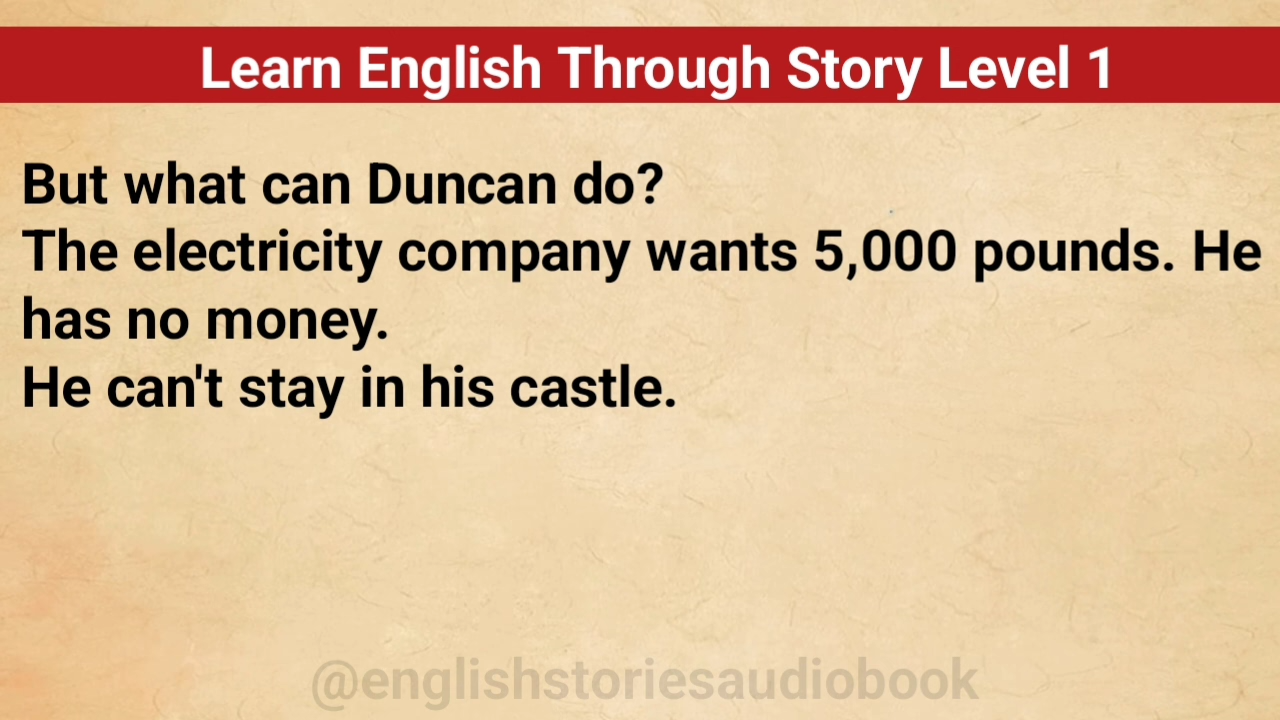 Learn English Through Story Level 1
But what can Duncan do?
The electricity company wants 5,000 pounds. He
has no money.
He can't stay in his castle.
@englishstoriesaudiobook